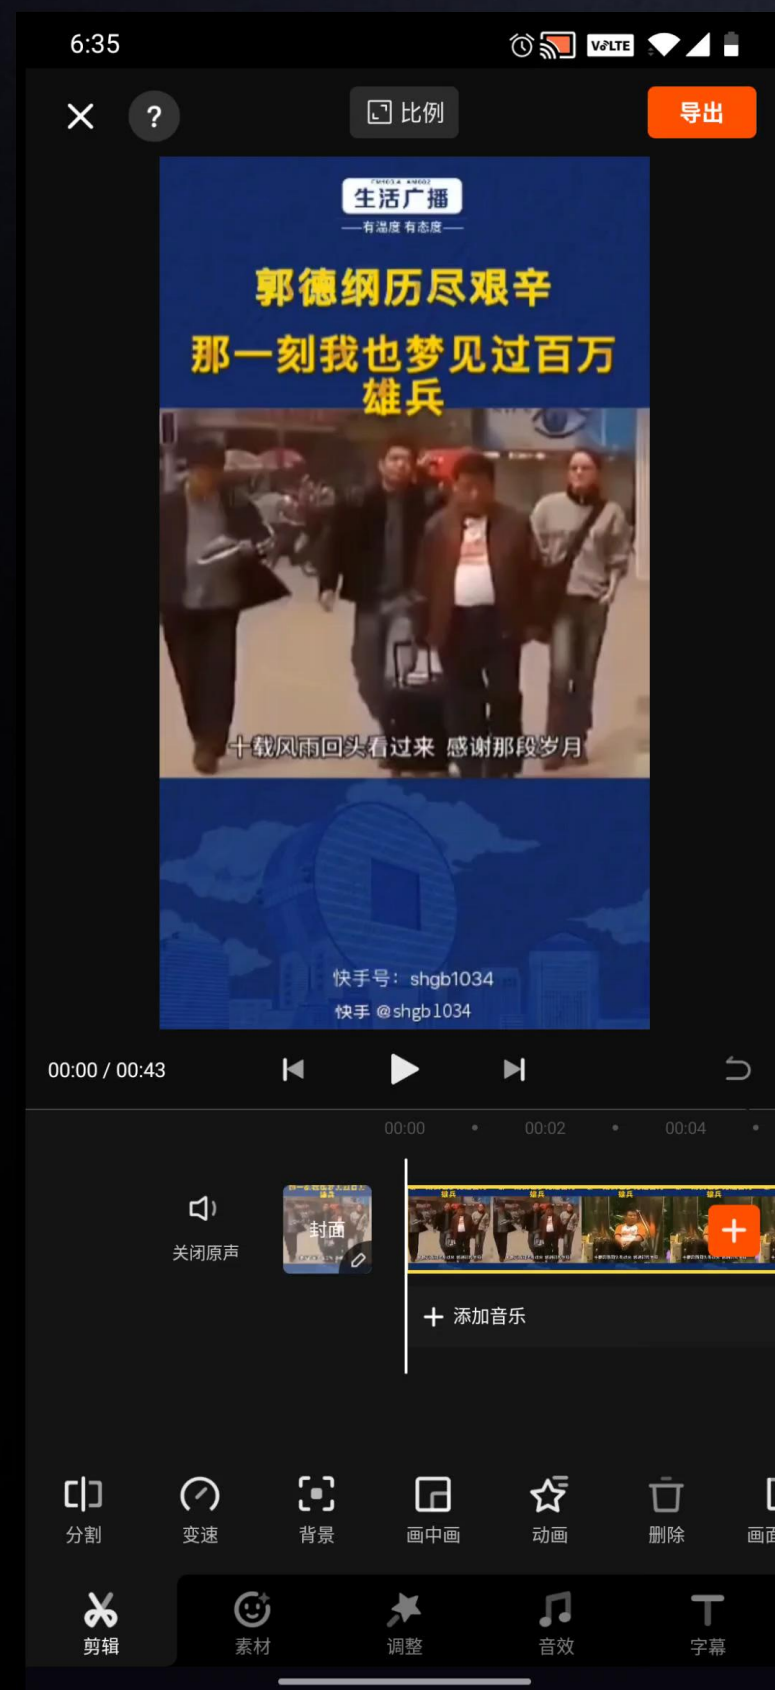 6:35
VoLTE
?
比例
导出
FM103.4 AM882
生活广播
有温度 有态度
郭德纲历尽艰辛
那一刻我也梦见过百万
雄兵
十载风雨回头看过来 感谢那段岁月
快手号：shgb1034
快手 @shgb1034
00:00 / 00:43
00:00
00:02
00:04
关闭原声
封面
添加音乐
分割
变速
背景
画中画
动画
删除
剪辑
素材
调整
音效
字幕